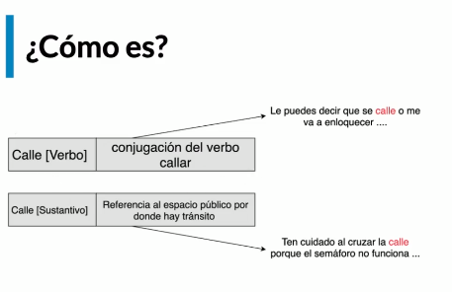 ¿Cómo es?
Le puedes decir que se calle o me
va a enloquecer ....
Calle [Verbo]
conjugación del verbo
callar
Calle [Sustantivo]
Referencia al espacio público por
donde hay tránsito
Ten cuidado al cruzar la calle
porque el semáforo no funciona ...